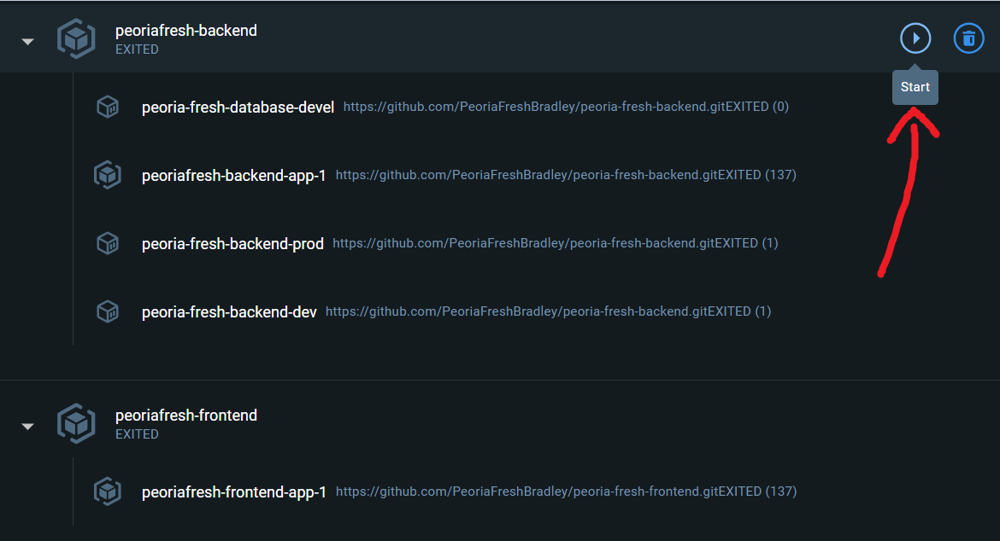 peoriafresh-backend
EXITED
Start
peoria-fresh-database-devel https://github.com/PeoriaFreshBradley/peoria-fresh-backend.gitEXITED (0)
peoriafresh-backend-app-1 https://github.com/PeoriaFreshBradley/peoria-fresh-backend.gitEXITED (137)
peoria-fresh-backend-prod https://github.com/PeoriaFreshBradley/peoria-fresh-backend.gitEXITED (1)
peoria-fresh-backend-dev https://github.com/PeoriaFreshBradley/peoria-fresh-backend.gitEXITED (1)
peoriafresh-frontend
EXITED
peoriafresh-frontend-app-1 https://github.com/PeoriaFreshBradley/peoria-fresh-frontend.gitEXITED (137)